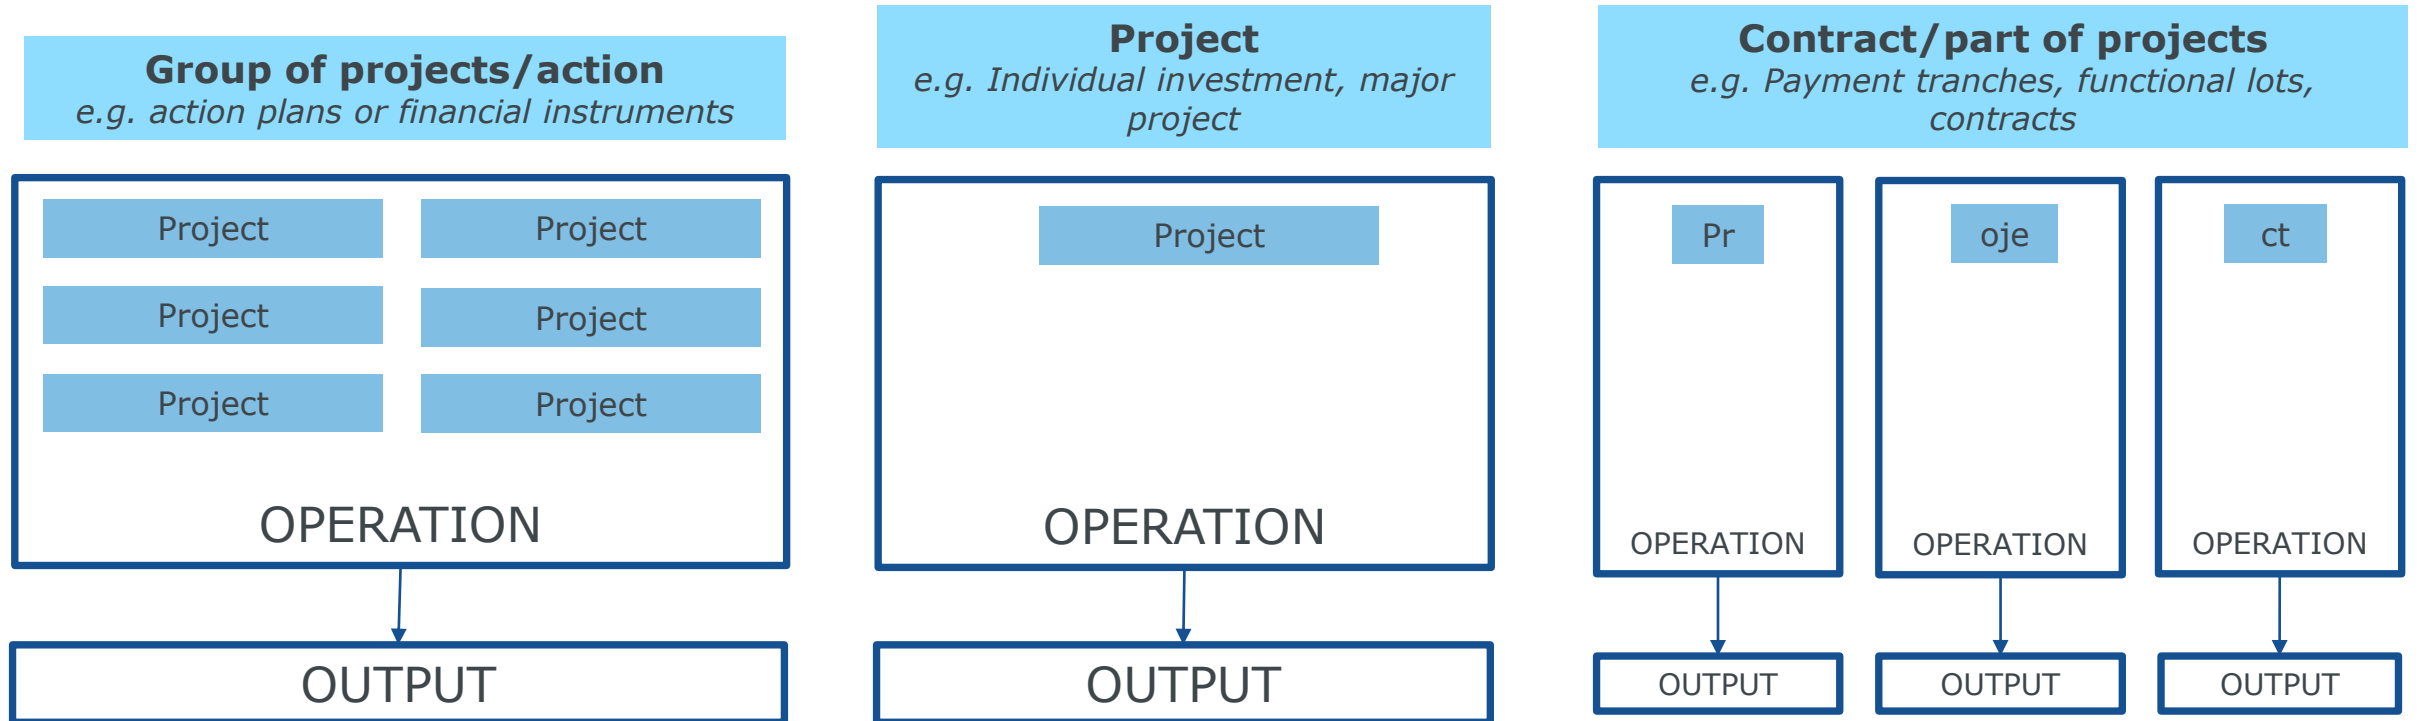 Group of projects/action
e.g. action plans or financial instruments
Project Project
Project Project
Project Project
OPERATION
OUTPUT
Project
e.g. Individual investment, major
project
Project
OPERATION
OUTPUT
Contract/part of projects
e.g. Payment tranches, functional lots,
contracts
Pr oje ct
OPERATION OPERATION OPERATION
OUTPUT OUTPUT OUTPUT